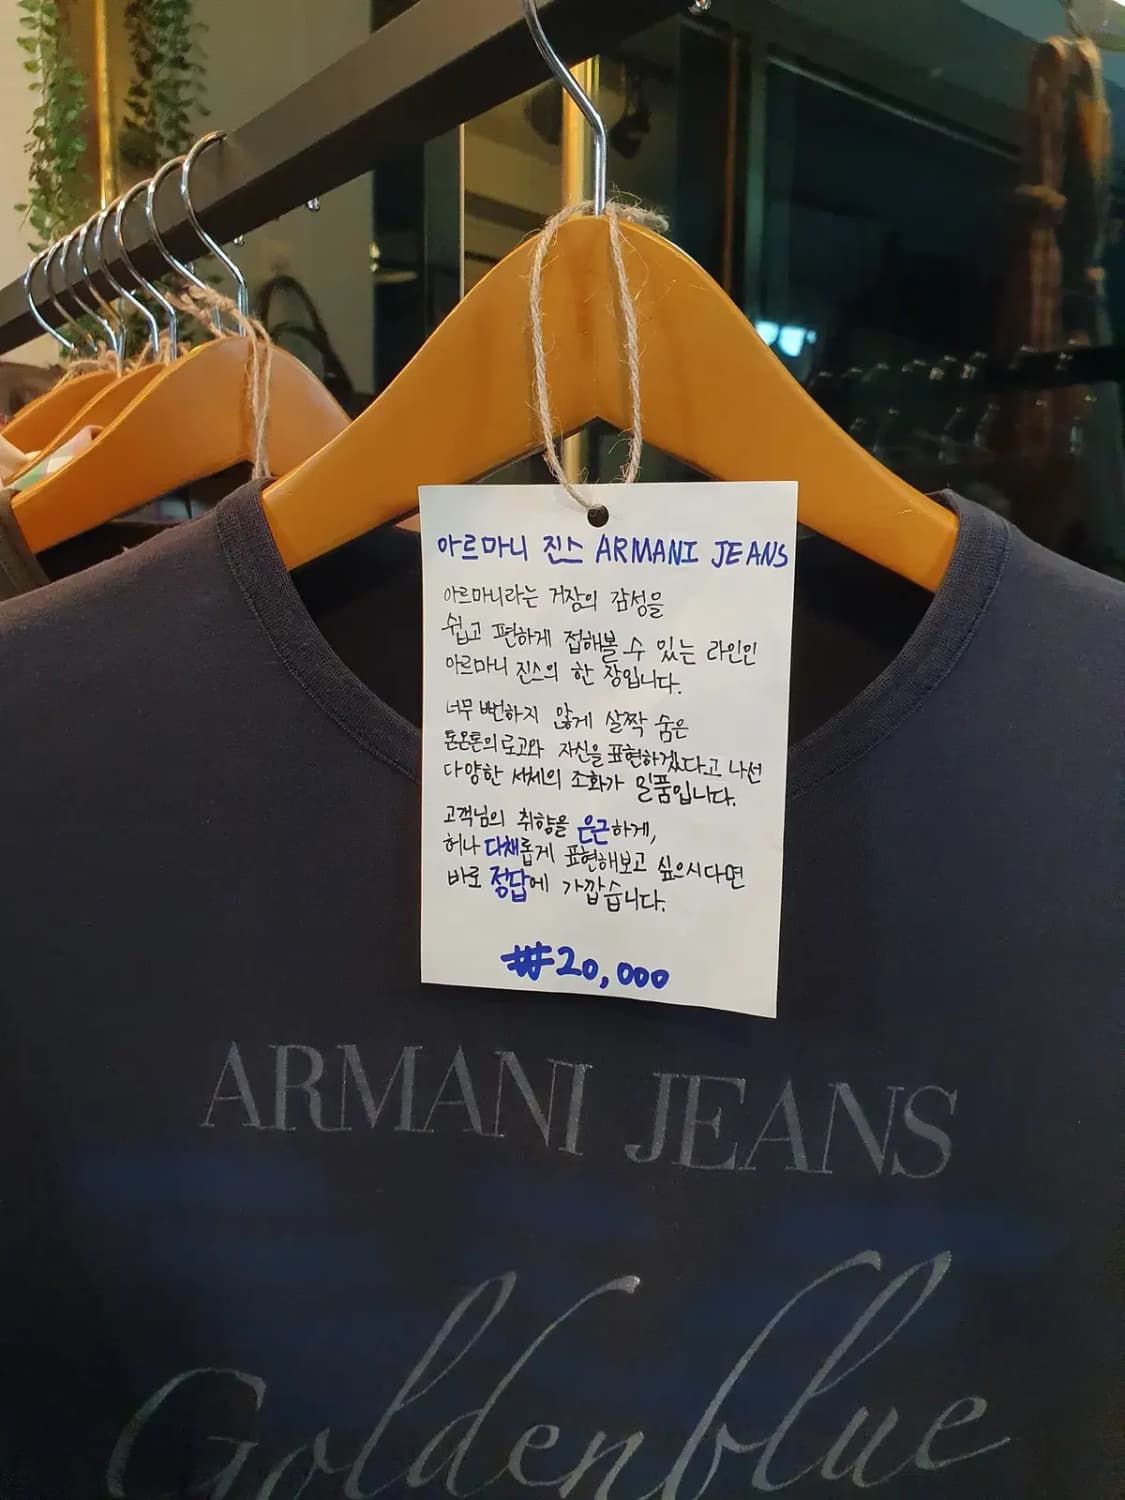 아르마니 진스 ARMANI JEANS
아르마니라는 거장의 감성을
쉽고 편하게 접해볼 수 있는 라인인
아르마니 진스의 한 장입니다.
너무 뻔하지 않게 살짝 숨은
톤온톤의 로고와 자신을 표현하겠다고 나선
다양한 서체의 조화가 일품입니다.
고객님의 취향을 은근하게,
허나 다채롭게 표현해보고 싶으시다면
바로 정답에 가깝습니다.
₩20,000
ARMANI JEANS
Goldenblue